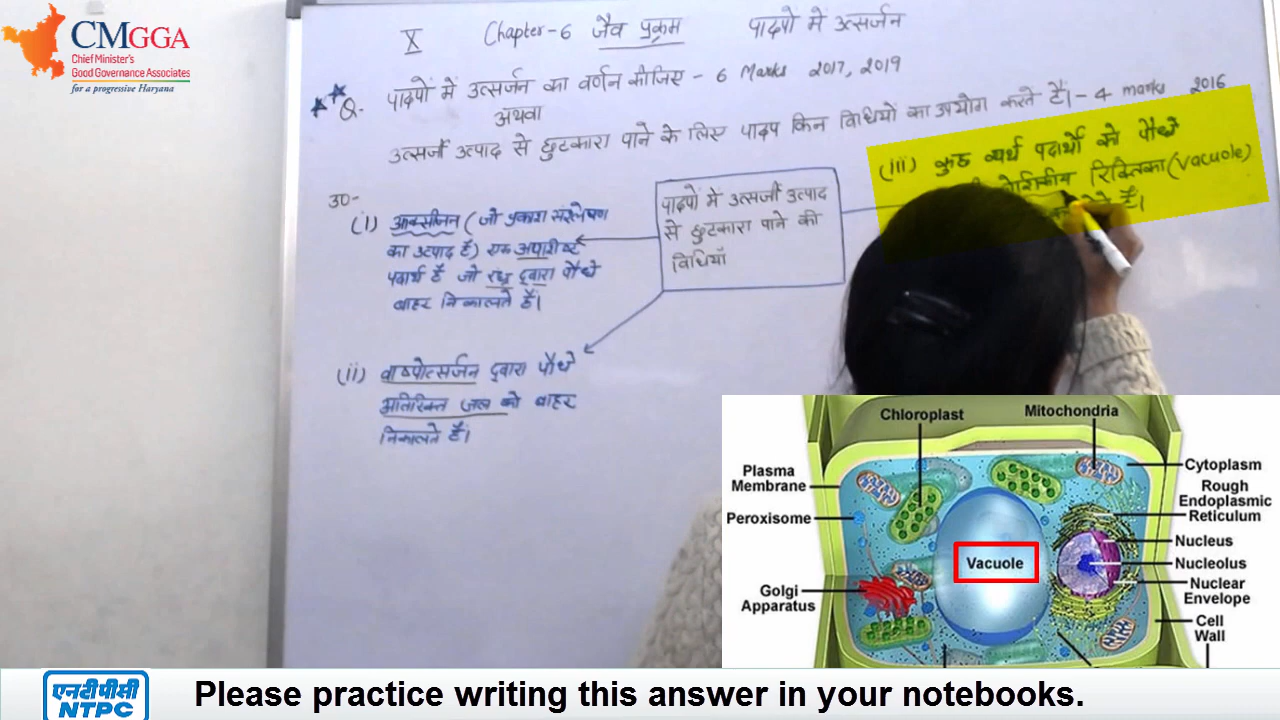 CMGGA
Chief Minister's
Good Governance Associates
for a progressive Haryana
X Chapter-6 जैव प्रक्रम पादपों में उत्सर्जन
Q- पादपों में उत्सर्जन का वर्णन कीजिए - 6 Marks 2017, 2019
अथवा
उत्सर्जी उत्पाद से छुटकारा पाने के लिए पादप किन विधियों का उपयोग करते हैं। - 4 marks 2016
उ0-
(i) आक्सीजन (जो प्रकाश संश्लेषण
का उत्पाद है) एक अपशिष्ट
पदार्थ है जो रंध्र द्वारा पौधे
बाहर निकालते हैं।
(ii) वाष्पोत्सर्जन द्वारा पौधे
अतिरिक्त जल को बाहर
निकालते हैं।
पादपों में उत्सर्जी उत्पाद
से छुटकारा पाने की
विधियाँ
(iii) कुछ व्यर्थ पदार्थों को पौधे
कोशिकीय रिक्तिका (Vacuole)
हैं।
Chloroplast
Mitochondria
Plasma
Membrane
Peroxisome
Golgi
Apparatus
Vacuole
Cytoplasm
Rough
Endoplasmic
Reticulum
Nucleus
Nucleolus
Nuclear
Envelope
Cell
Wall
एनटीपीसी
NTPC
Please practice writing this answer in your notebooks.